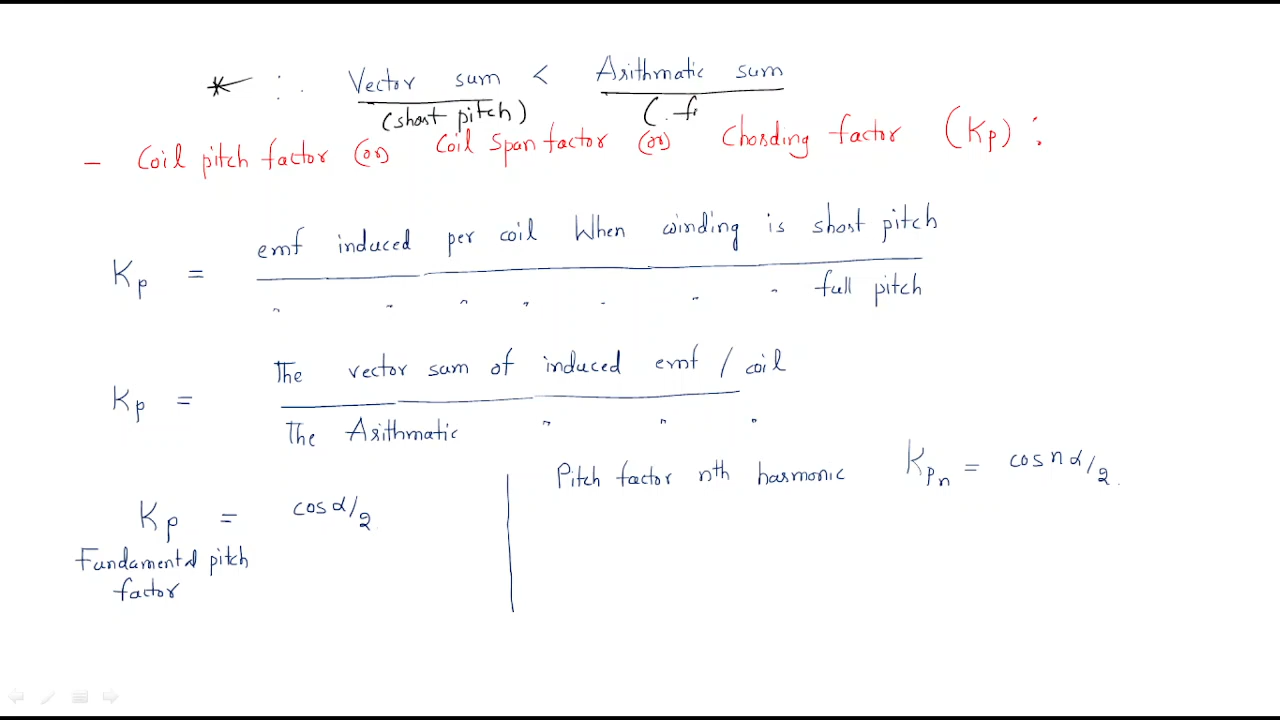 ∴ Vector sum < Arithmatic sum
(short pitch) (. f
- Coil pitch factor (or) Coil span factor (or) Chording factor (Kp) :
emf induced per coil When winding is short pitch
Kp =
" " " " " " " full pitch
The vector sum of induced emf / coil
Kp =
The Arithmatic " " "
Pitch factor nth harmonic Kpn = cos nα/2
Kp = cos α/2
Fundamental pitch
factor